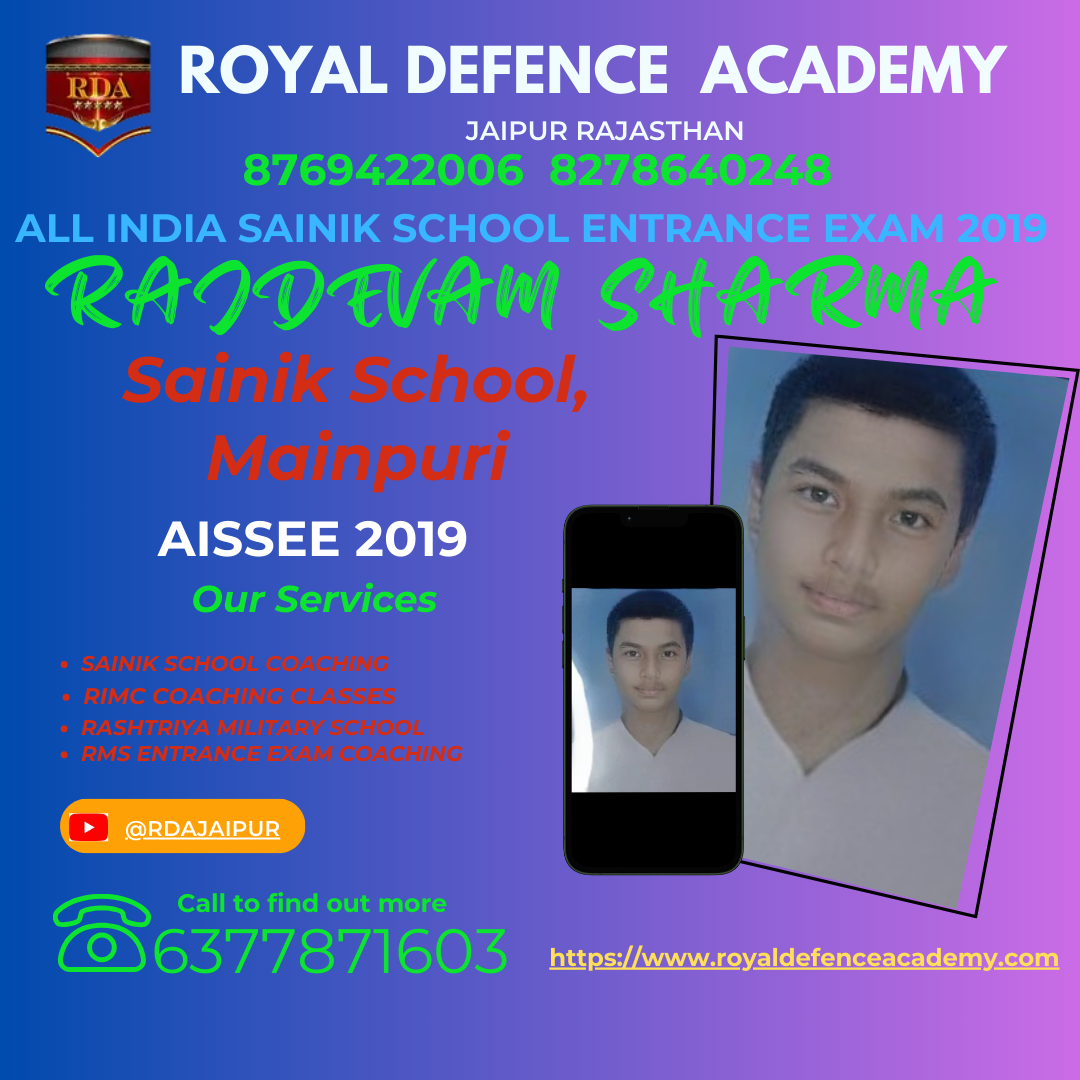 RDA
ROYAL DEFENCE ACADEMY
JAIPUR RAJASTHAN
8769422006 8278640248
ALL INDIA SAINIK SCHOOL ENTRANCE EXAM 2019
RAJDEVAM SHARMA
Sainik School,
Mainpuri
AISSEE 2019
Our Services
• SAINIK SCHOOL COACHING
• RIMC COACHING CLASSES
• RASHTRIYA MILITARY SCHOOL
• RMS ENTRANCE EXAM COACHING
@RDAJAIPUR
Call to find out more
6377871603
https://www.royaldefenceacademy.com